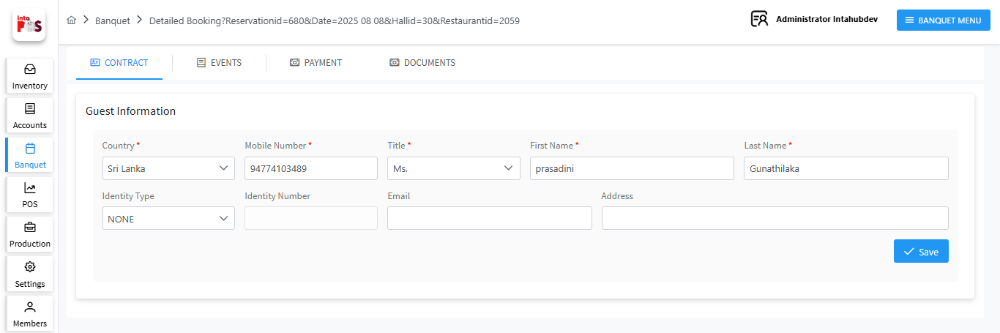 inta
POS
Banquet
Detailed Booking?Reservationid=680&Date=2025 08 08&Hallid=30&Restaurantid=2059
Administrator Intahubdev
BANQUET MENU
Inventory
Accounts
Banquet
POS
Production
Settings
Members
CONTRACT
EVENTS
PAYMENT
DOCUMENTS
Guest Information
Country *
Mobile Number *
Title *
First Name *
Last Name *
Sri Lanka
94774103489
Ms.
prasadini
Gunathilaka
Identity Type
Identity Number
Email
Address
NONE
Save